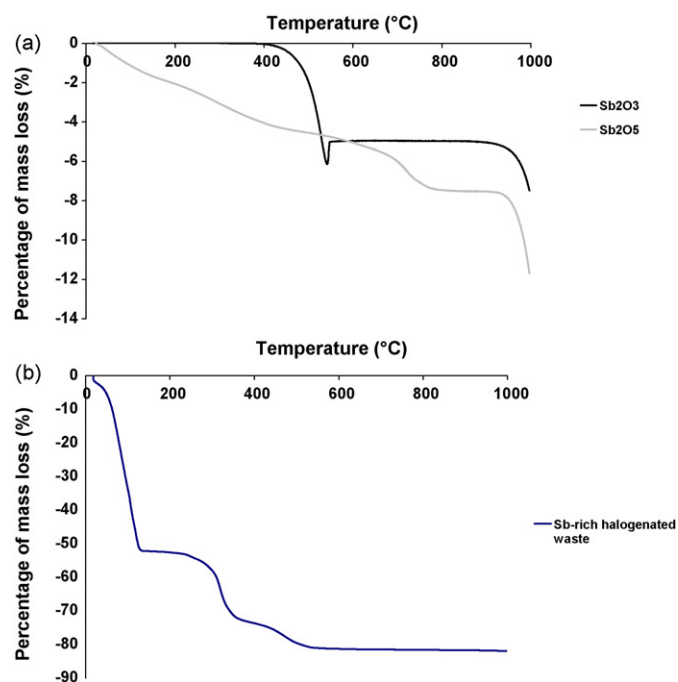 Temperature (°C)
(a)
0 200 400 600 800 1000
0
-2
-4
-6
-8
-10
-12
-14
Percentage of mass loss (%)
Sb2O3
Sb2O5
Temperature (°C)
(b)
0 200 400 600 800 1000
0
-10
-20
-30
-40
-50
-60
-70
-80
-90
Percentage of mass loss (%)
Sb-rich halogenated
waste